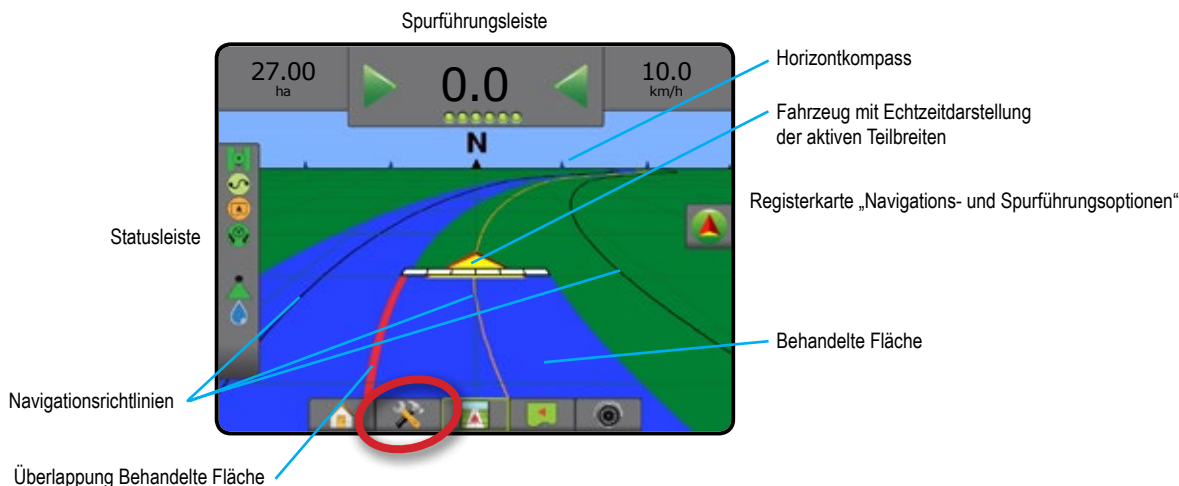 Spurführungsleiste
27.00
ha
0.0
10.0
km/h
N
Horizontkompass
Fahrzeug mit Echtzeitdarstellung
der aktiven Teilbreiten
Registerkarte „Navigations- und Spurführungsoptionen“
Statusleiste
Behandelte Fläche
Navigationsrichtlinien
Überlappung Behandelte Fläche